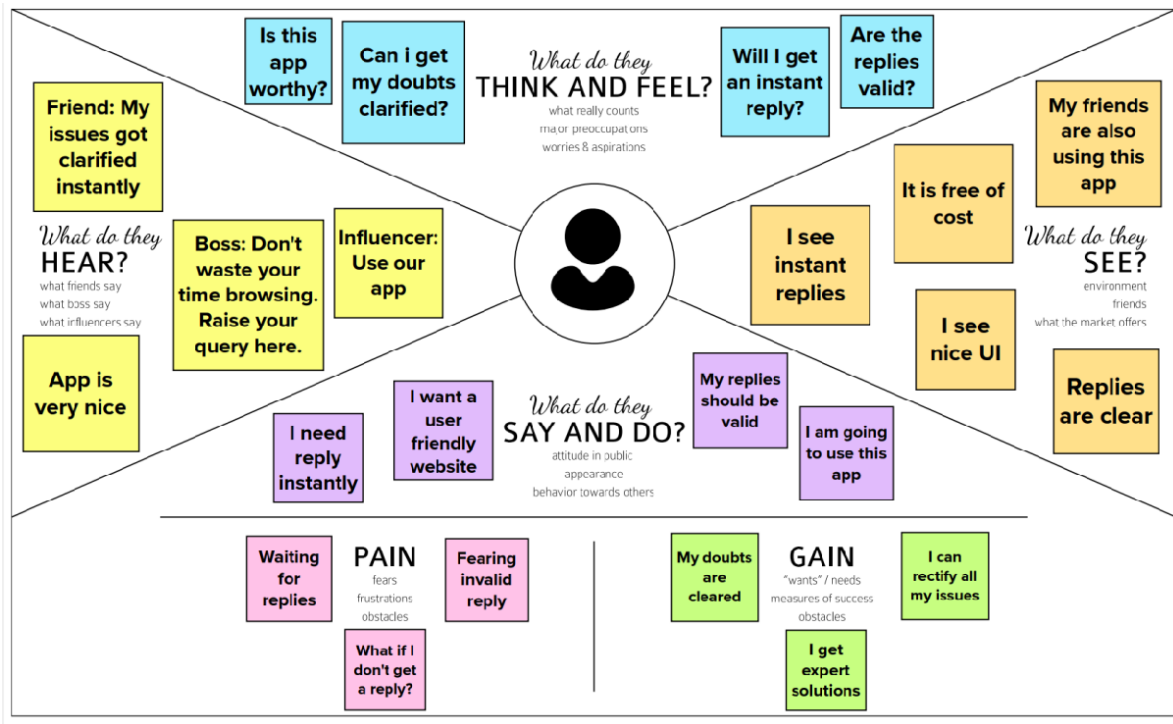 Is this
app
worthy?
Can i get
my doubts
clarified?
What do they
THINK AND FEEL?
what really counts
major preoccupations
worries & aspirations
Will I get
an instant
reply?
Are the
replies
valid?
Friend: My
issues got
clarified
instantly
What do they
HEAR?
what friends say
what boss say
what influencers say
Boss: Don't
waste your
time browsing.
Raise your
query here.
Influencer:
Use our
app
App is
very nice
My friends
are also
using this
app
It is free of
cost
I see
instant
replies
What do they
SEE?
environment
friends
what the market offers
I see
nice UI
Replies
are clear
I need
reply
instantly
I want a
user
friendly
website
What do they
SAY AND DO?
attitude in public
appearance
behavior towards others
My replies
should be
valid
I am going
to use this
app
Waiting
for
replies
PAIN
fears
frustrations
obstacles
Fearing
invalid
reply
What if I
don't get
a reply?
My doubts
are
cleared
GAIN
"wants" / needs
measures of success
obstacles
I can
rectify all
my issues
I get
expert
solutions